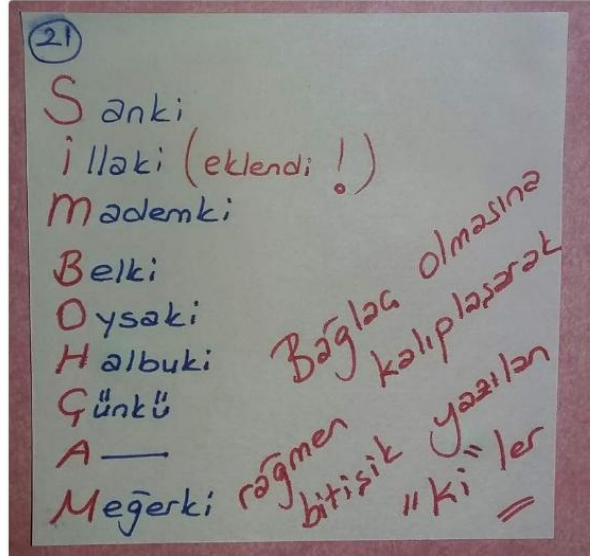 21
Sanki
İllaki (eklendi !)
Mademki
Belki
Oysaki
Halbuki
Çünkü
A—
Meğerki
Bağlaç olmasına
rağmen kalıplaşarak
bitişik yazılan
"ki" ler